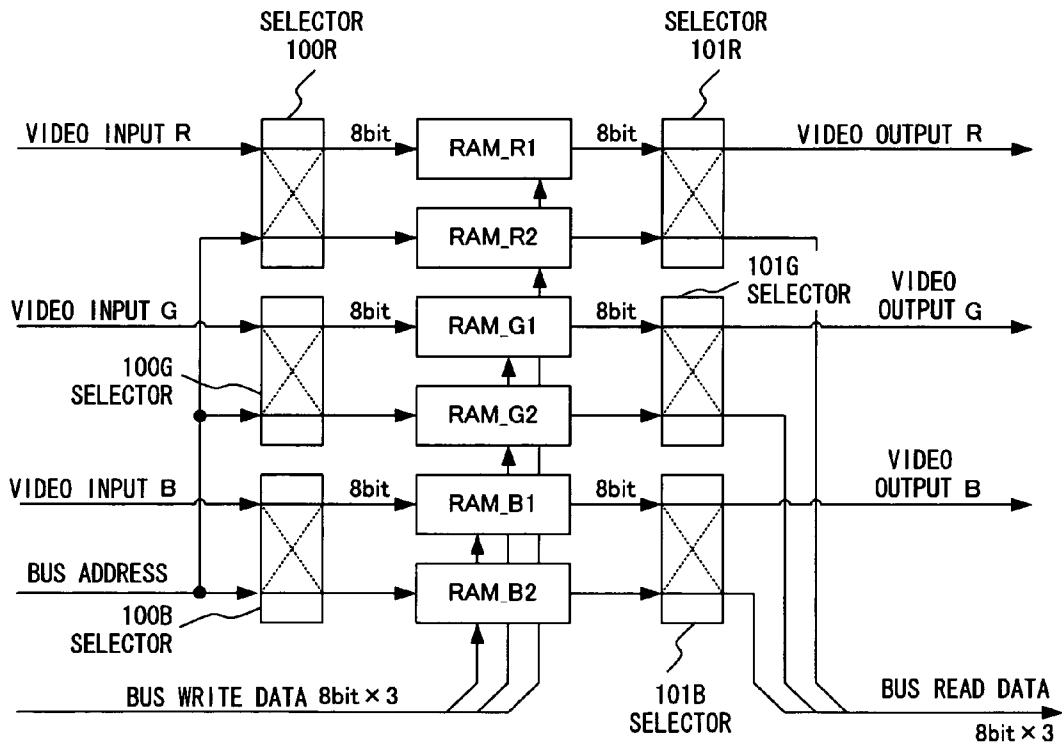 SELECTOR
100R
SELECTOR
101R
VIDEO INPUT R
8bit
RAM_R1
8bit
VIDEO OUTPUT R
RAM_R2
101G
SELECTOR
VIDEO
OUTPUT G
VIDEO INPUT G
8bit
RAM_G1
8bit
100G
SELECTOR
RAM_G2
VIDEO
OUTPUT B
VIDEO INPUT B
8bit
RAM_B1
8bit
BUS ADDRESS
RAM_B2
100B
SELECTOR
BUS WRITE DATA 8bit×3
101B
SELECTOR
BUS READ DATA
8bit×3